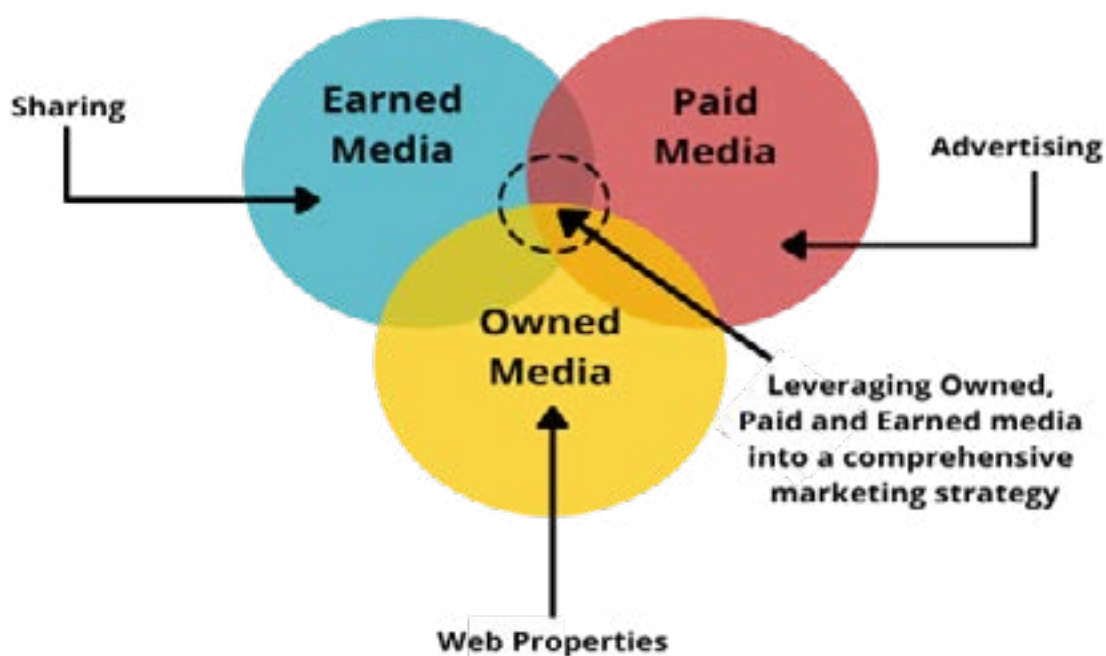 Earned
Media
Paid
Media
Sharing
Advertising
Owned
Media
Leveraging Owned,
Paid and Earned media
into a comprehensive
marketing strategy
Web Properties